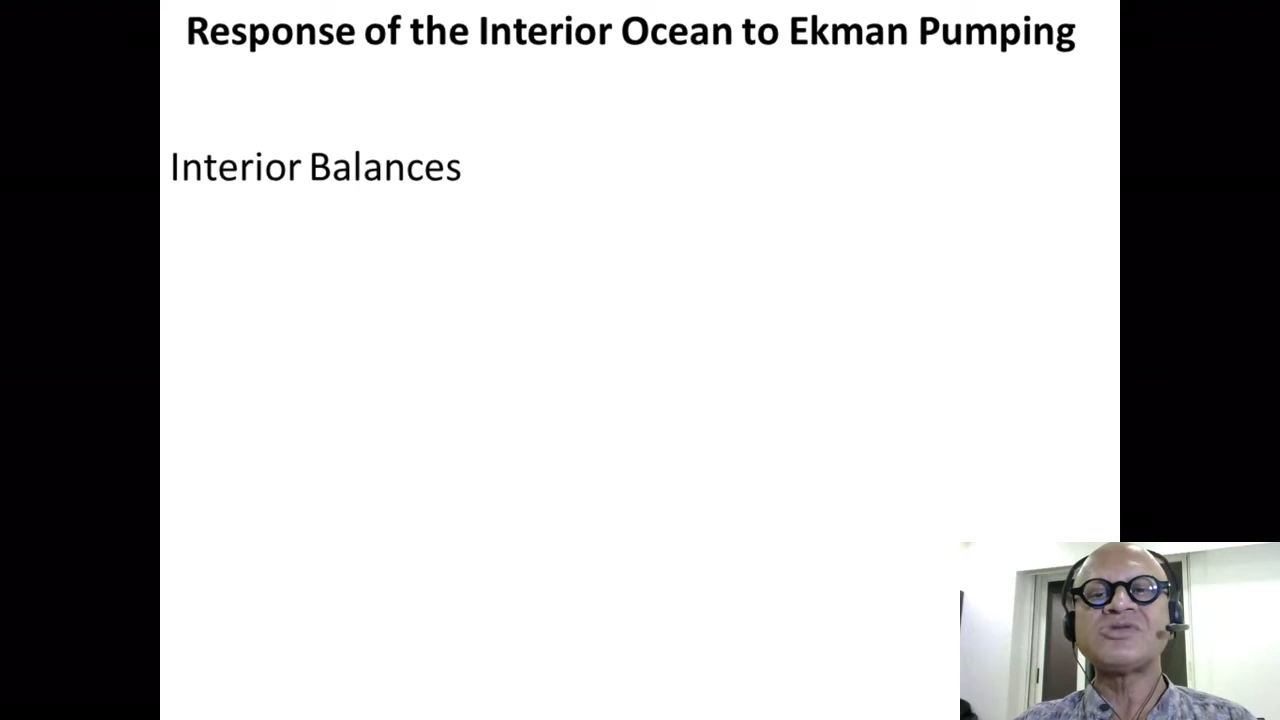 Response of the Interior Ocean to Ekman Pumping
Interior Balances